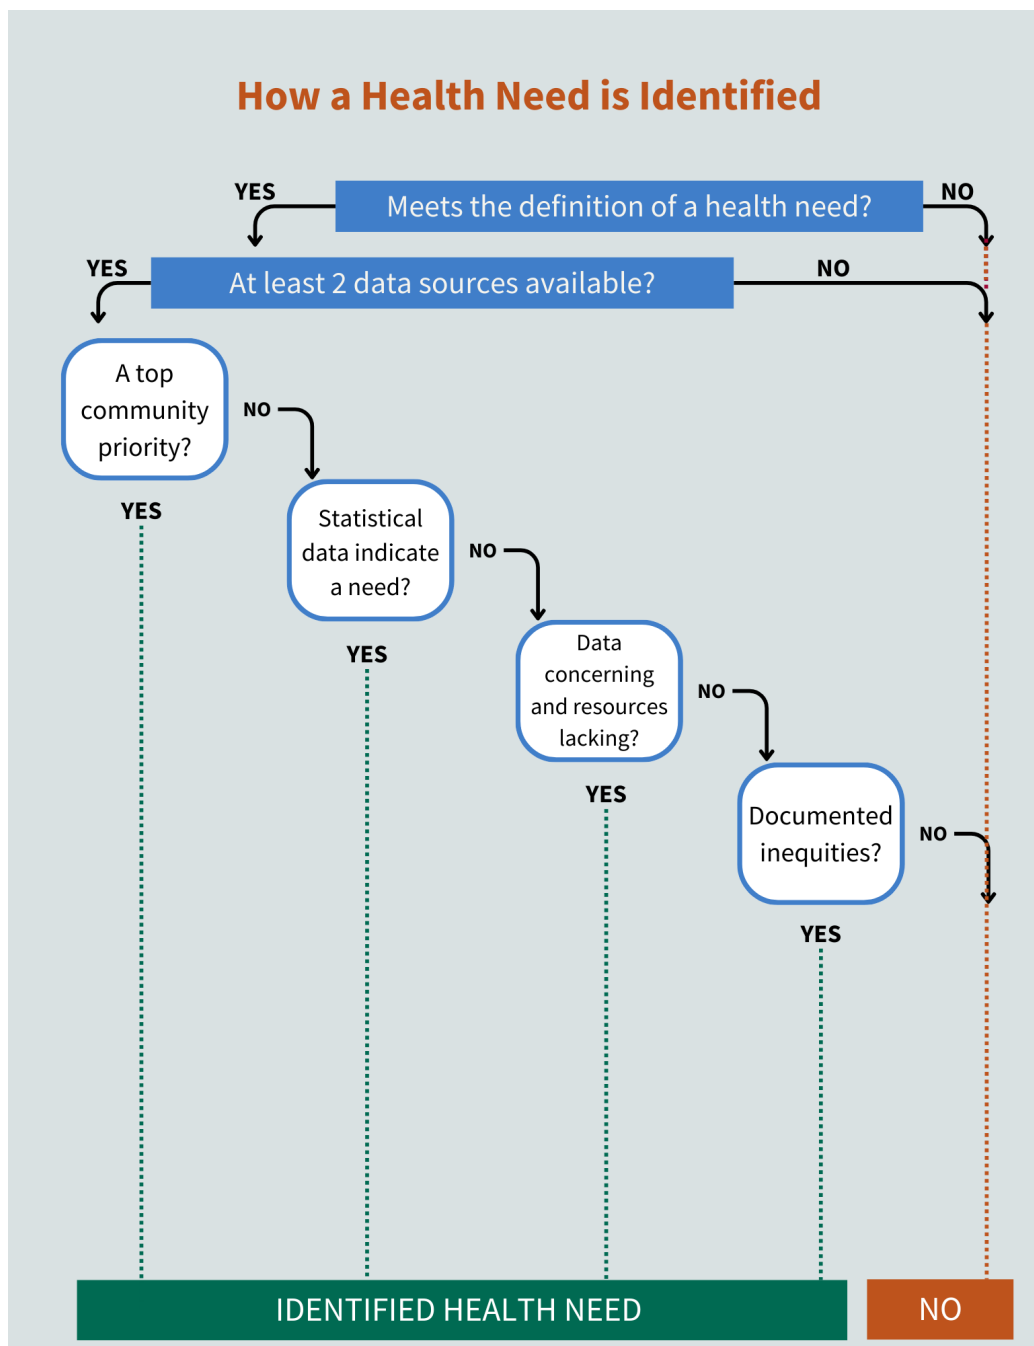 How a Health Need is Identified
YES
Meets the definition of a health need?
NO
YES
At least 2 data sources available?
NO
A top
community
priority?
NO
YES
Statistical
data indicate
a need?
NO
YES
Data
concerning
and resources
lacking?
NO
YES
Documented
inequities?
NO
YES
IDENTIFIED HEALTH NEED
NO